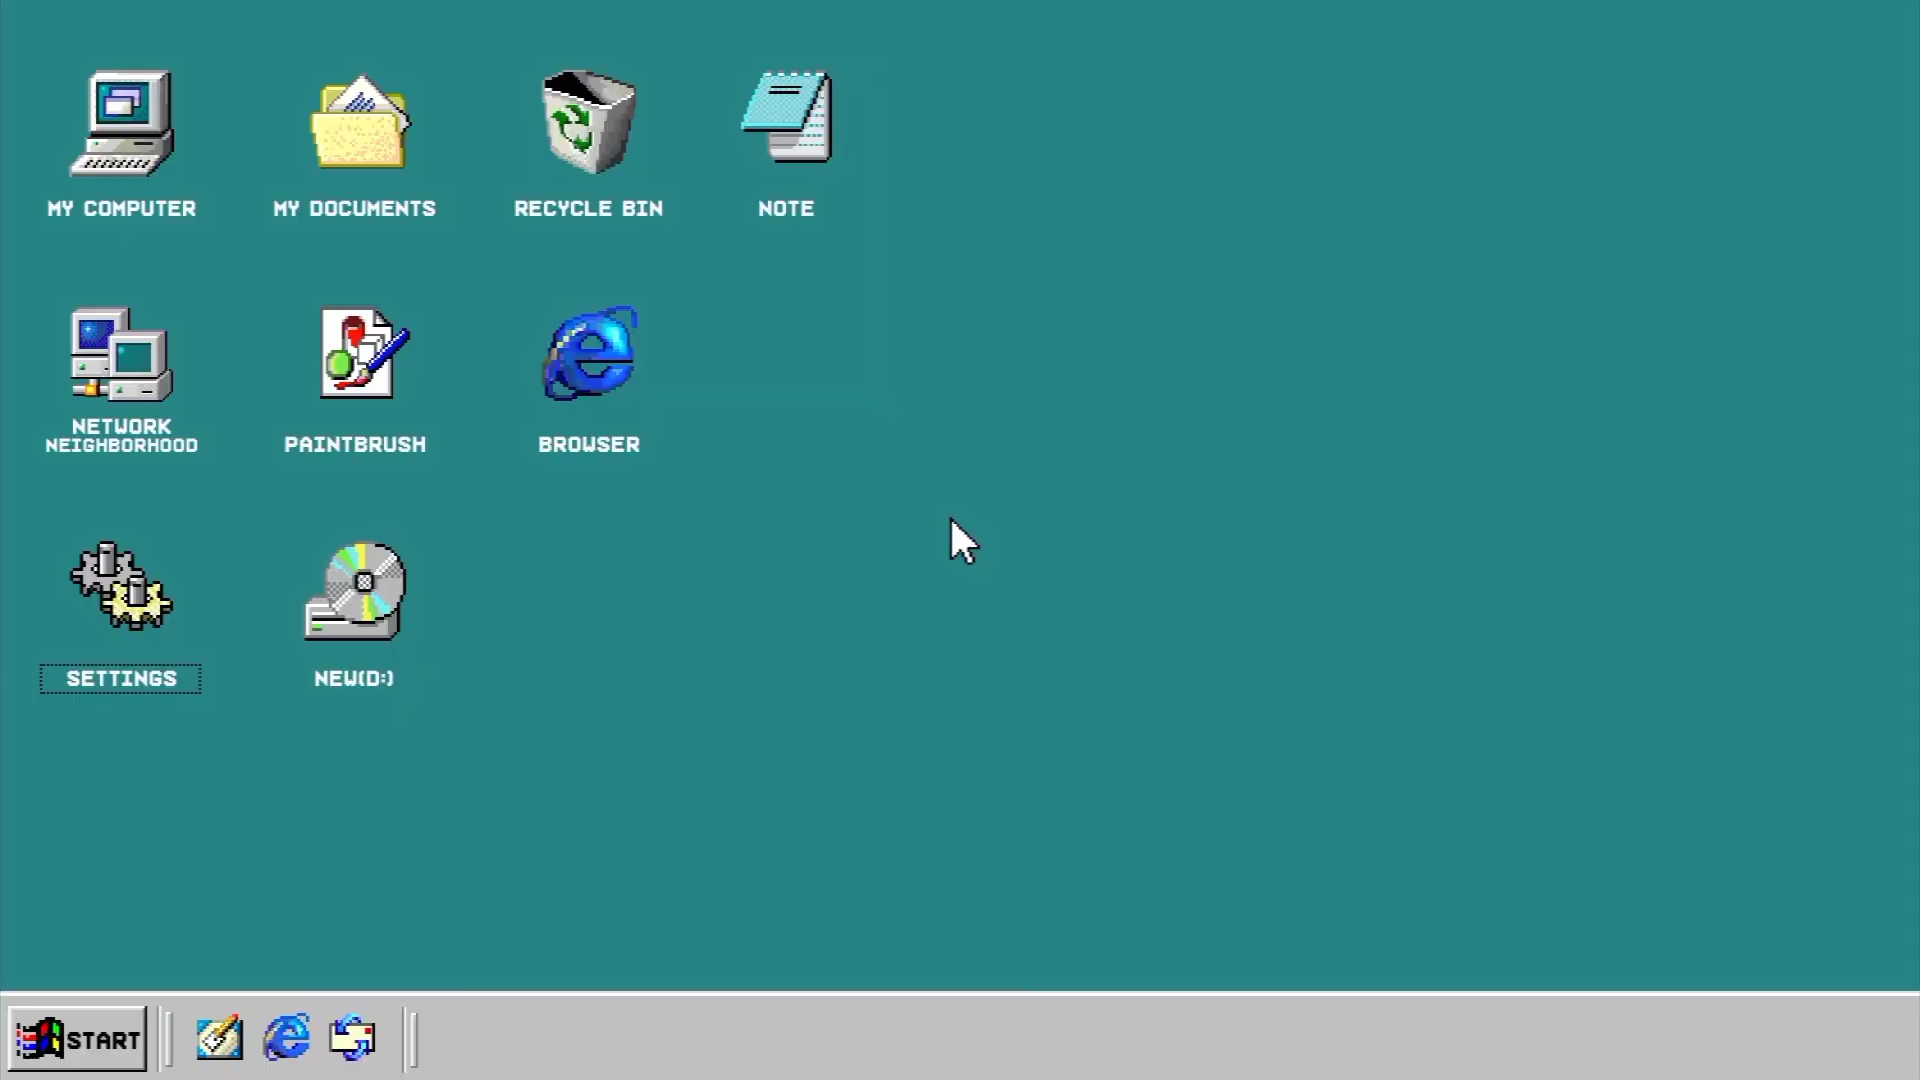 MY COMPUTER
MY DOCUMENTS
RECYCLE BIN
NOTE
NETWORK
NEIGHBORHOOD
PAINTBRUSH
BROWSER
SETTINGS
NEW(D:)
START